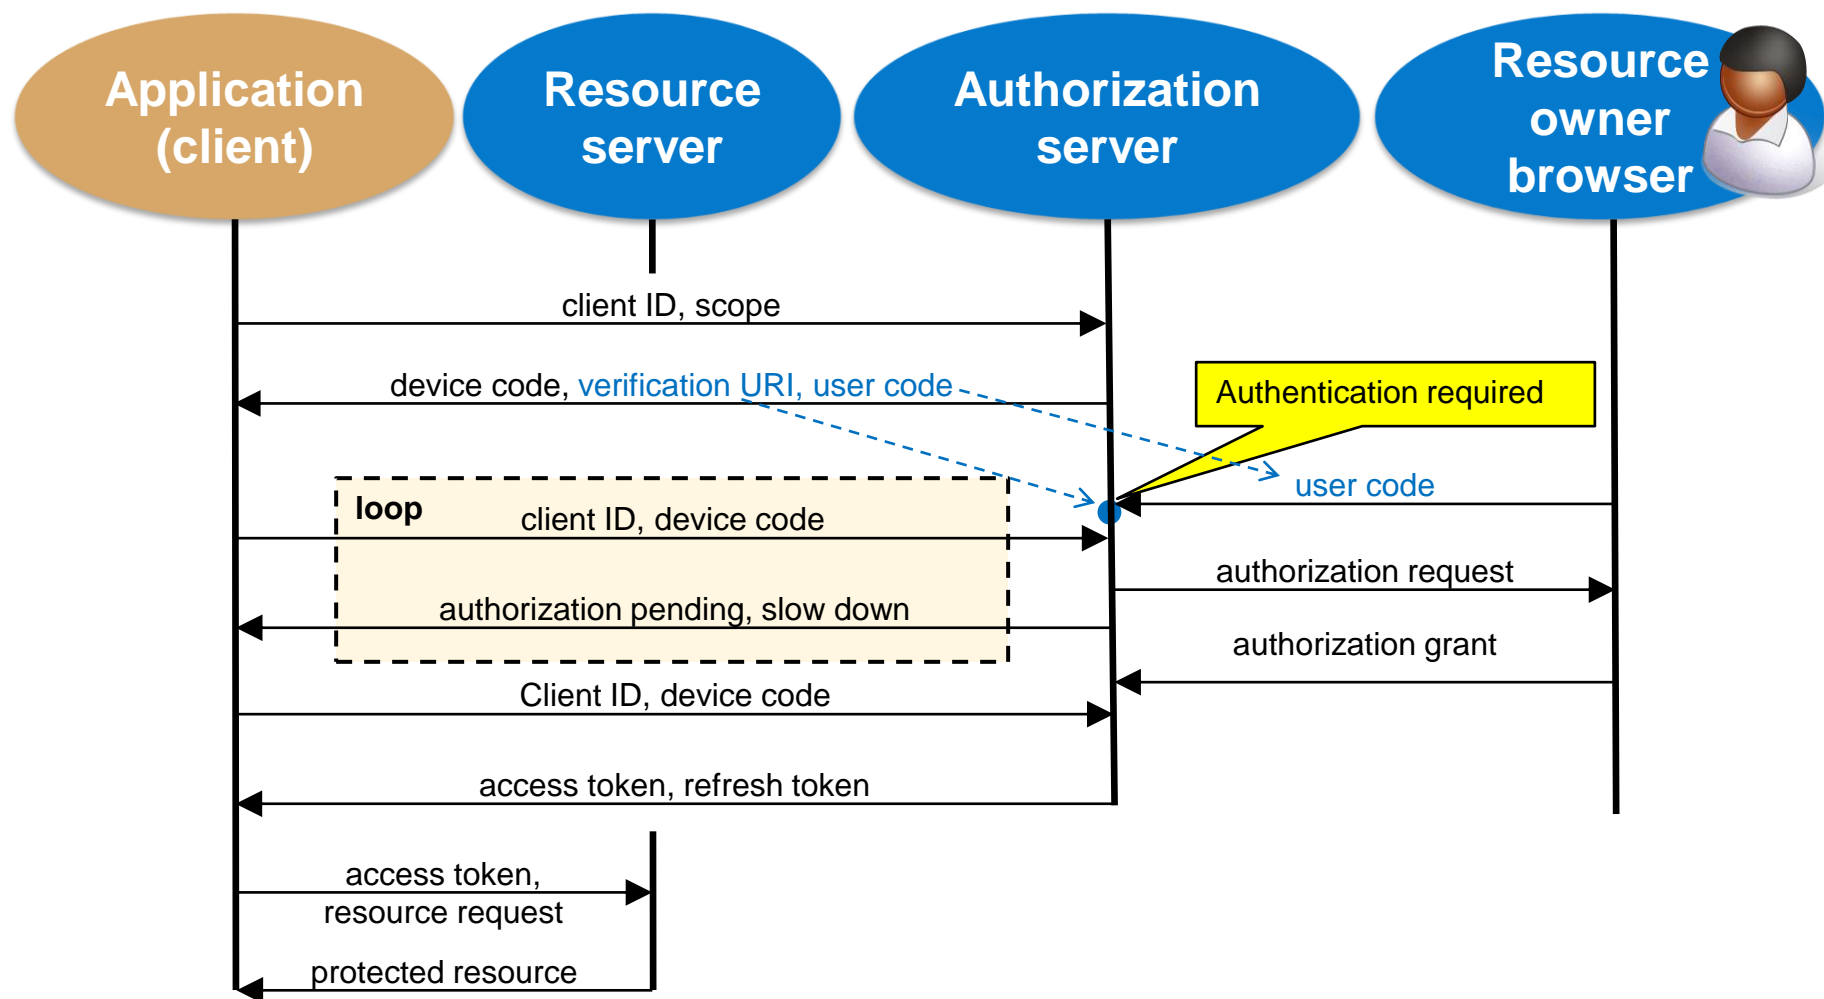 Application
(client)
Resource
server
Authorization
server
Resource
owner
browser
client ID, scope
device code, verification URI, user code
Authentication required
user code
loop
client ID, device code
authorization request
authorization pending, slow down
authorization grant
Client ID, device code
access token, refresh token
access token,
resource request
protected resource